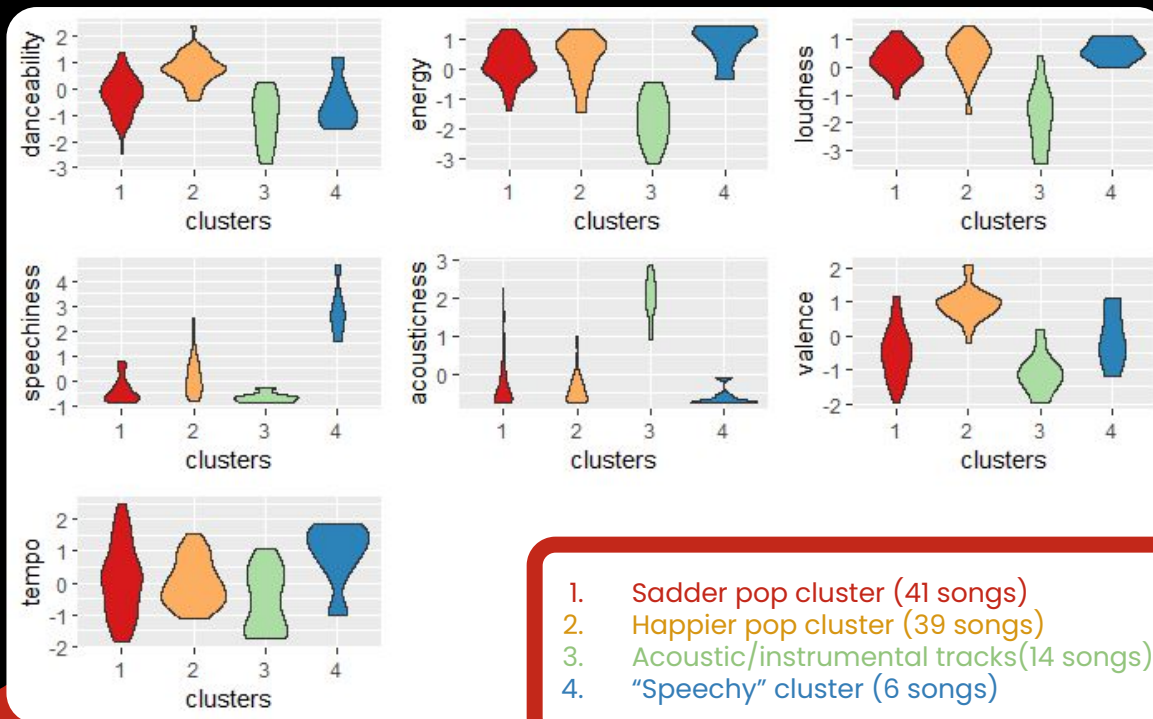 danceability
2
1
0
-1
-2
-3
1 2 3 4
clusters
energy
1
0
-1
-2
-3
1 2 3 4
clusters
loudness
1
0
-1
-2
-3
1 2 3 4
clusters
speechiness
4
3
2
1
0
-1
1 2 3 4
clusters
acousticness
3
2
1
0
1 2 3 4
clusters
valence
2
1
0
-1
-2
1 2 3 4
clusters
tempo
2
1
0
-1
-2
1 2 3 4
clusters
1. Sadder pop cluster (41 songs)
2. Happier pop cluster (39 songs)
3. Acoustic/instrumental tracks(14 songs)
4. “Speechy” cluster (6 songs)